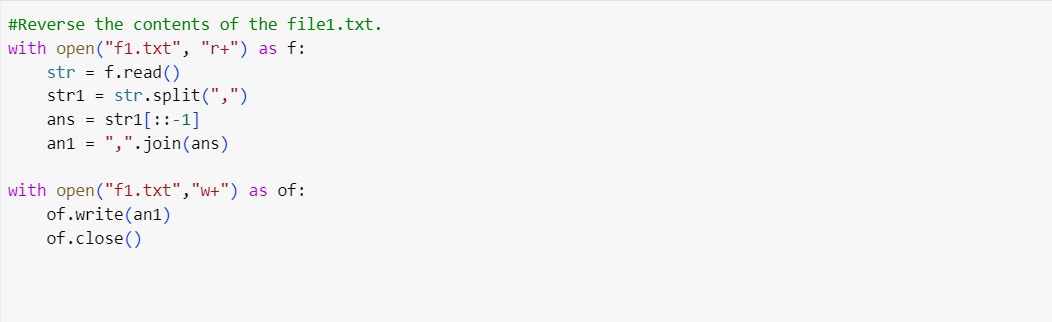 #Reverse the contents of the file1.txt.
with open("f1.txt", "r+") as f:
    str = f.read()
    str1 = str.split(",")
    ans = str1[::-1]
    an1 = ",".join(ans)
with open("f1.txt","w+") as of:
    of.write(an1)
    of.close()